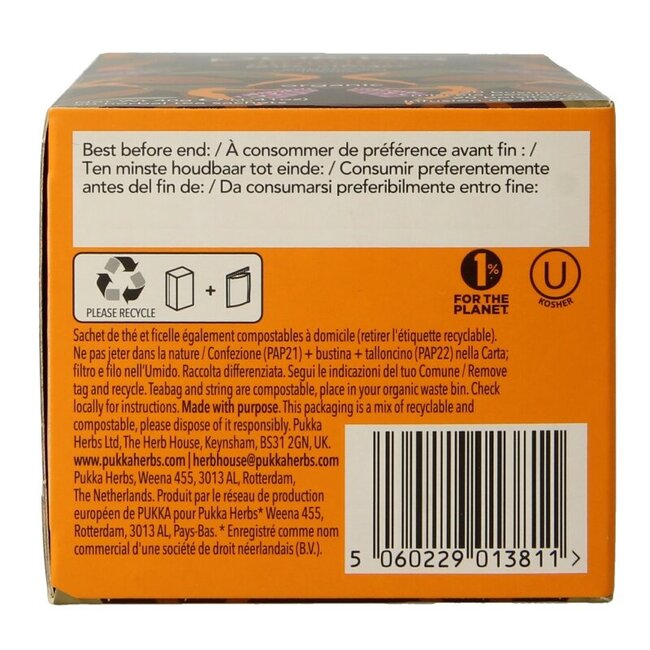 Best before end: / À consommer de préférence avant fin : /
Ten minste houdbaar tot einde: / Consumir preferentemente
antes del fin de: / Da consumarsi preferibilmente entro fine:
PLEASE RECYCLE
+
1%
FOR THE
PLANET
U
KOSHER
Sachet de thé et ficelle également compostables à domicile (retirer l'étiquette recyclable).
Ne pas jeter dans la nature / Confezione (PAP21) + bustina + talloncino (PAP22) nella Carta;
filtro e filo nell'Umido. Raccolta differenziata. Segui le indicazioni del tuo Comune / Remove
tag and recycle. Teabag and string are compostable, place in your organic waste bin. Check
locally for instructions. Made with purpose. This packaging is a mix of recyclable and
compostable, please dispose of it responsibly. Pukka
Herbs Ltd, The Herb House, Keynsham, BS31 2GN, UK.
www.pukkaherbs.com | herbhouse@pukkaherbs.com
Pukka Herbs, Weena 455, 3013 AL, Rotterdam,
The Netherlands. Produit par le réseau de production
européen de PUKKA pour Pukka Herbs* Weena 455,
Rotterdam, 3013 AL, Pays-Bas. * Enregistré comme nom
commercial d'une société de droit néerlandais (B.V.).
5 060229 013811 >